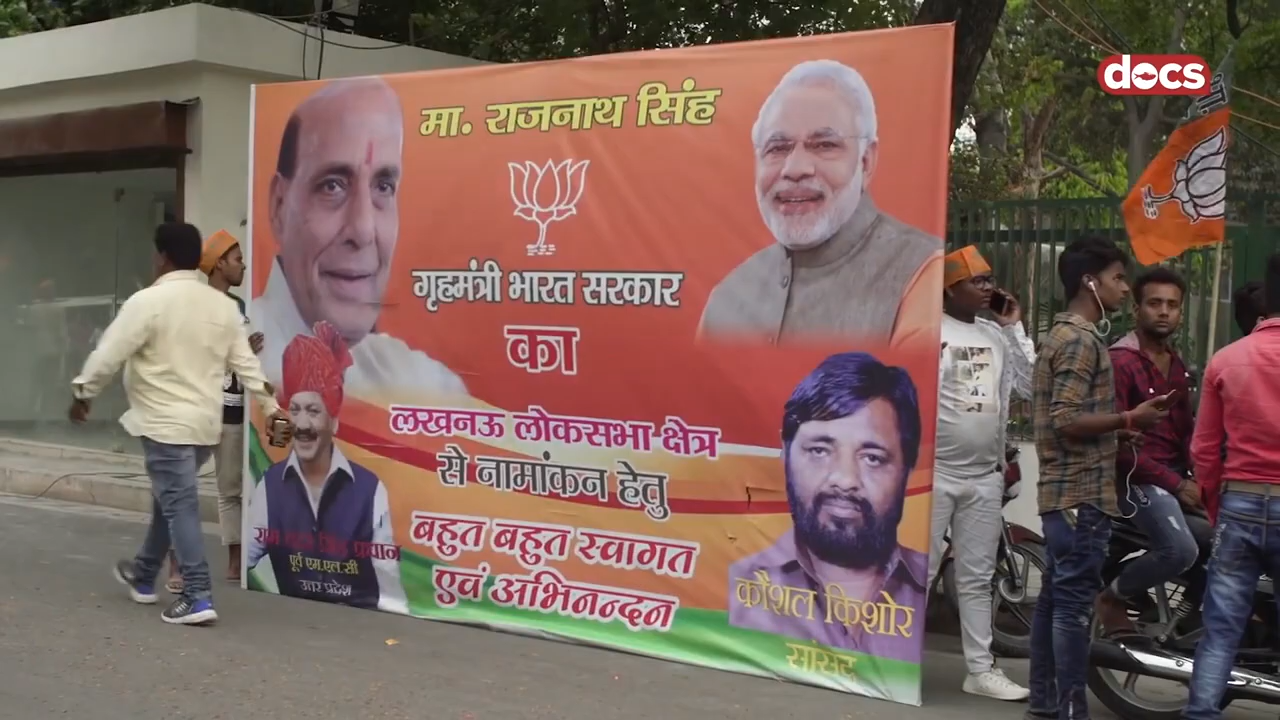 docs
मा. राजनाथ सिंह
गृहमंत्री भारत सरकार
का
लखनऊ लोकसभा क्षेत्र
से नामांकन हेतु
बहुत बहुत स्वागत
एवं अभिनन्दन
राम सिंह प्रधान
पूर्व एम.एल.सी
उत्तर प्रदेश
कौशल किशोर
सांसद